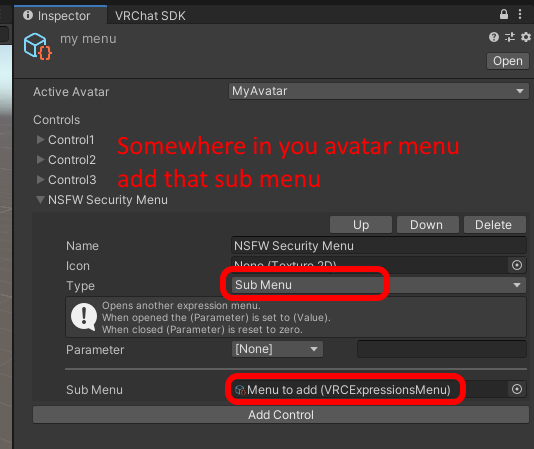 Inspector
VRChat SDK
my menu
Open
Active Avatar
MyAvatar
Controls
Control1
Control2
Control3
Somewhere in you avatar menu
add that sub menu
NSFW Security Menu
Up
Down
Delete
Name
NSFW Security Menu
Icon
None (Texture 2D)
Type
Sub Menu
Opens another expression menu.
When opened the (Parameter) is set to (Value).
When closed (Parameter) is reset to zero.
Parameter
[None]
Sub Menu
Menu to add (VRCExpressionsMenu)
Add Control